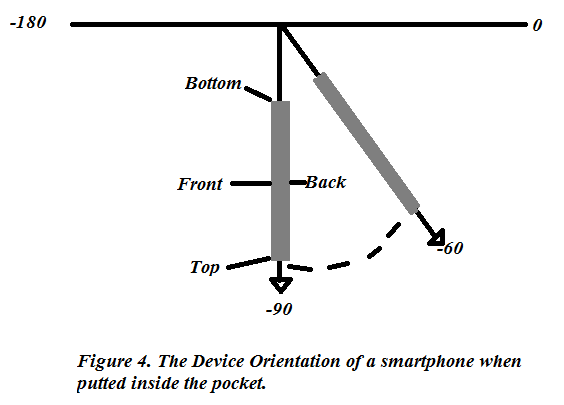 -180
0
Bottom
Front
Back
Top
-60
-90
Figure 4. The Device Orientation of a smartphone when
putted inside the pocket.